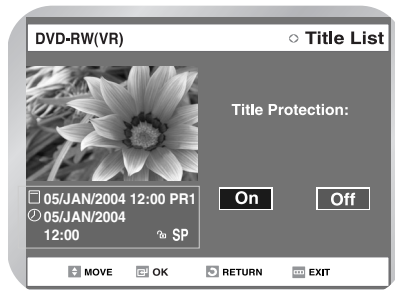 DVD-RW(VR) Title List
Title Protection:
05/JAN/2004 12:00 PR1
05/JAN/2004
12:00 SP
On Off
MOVE OK RETURN EXIT